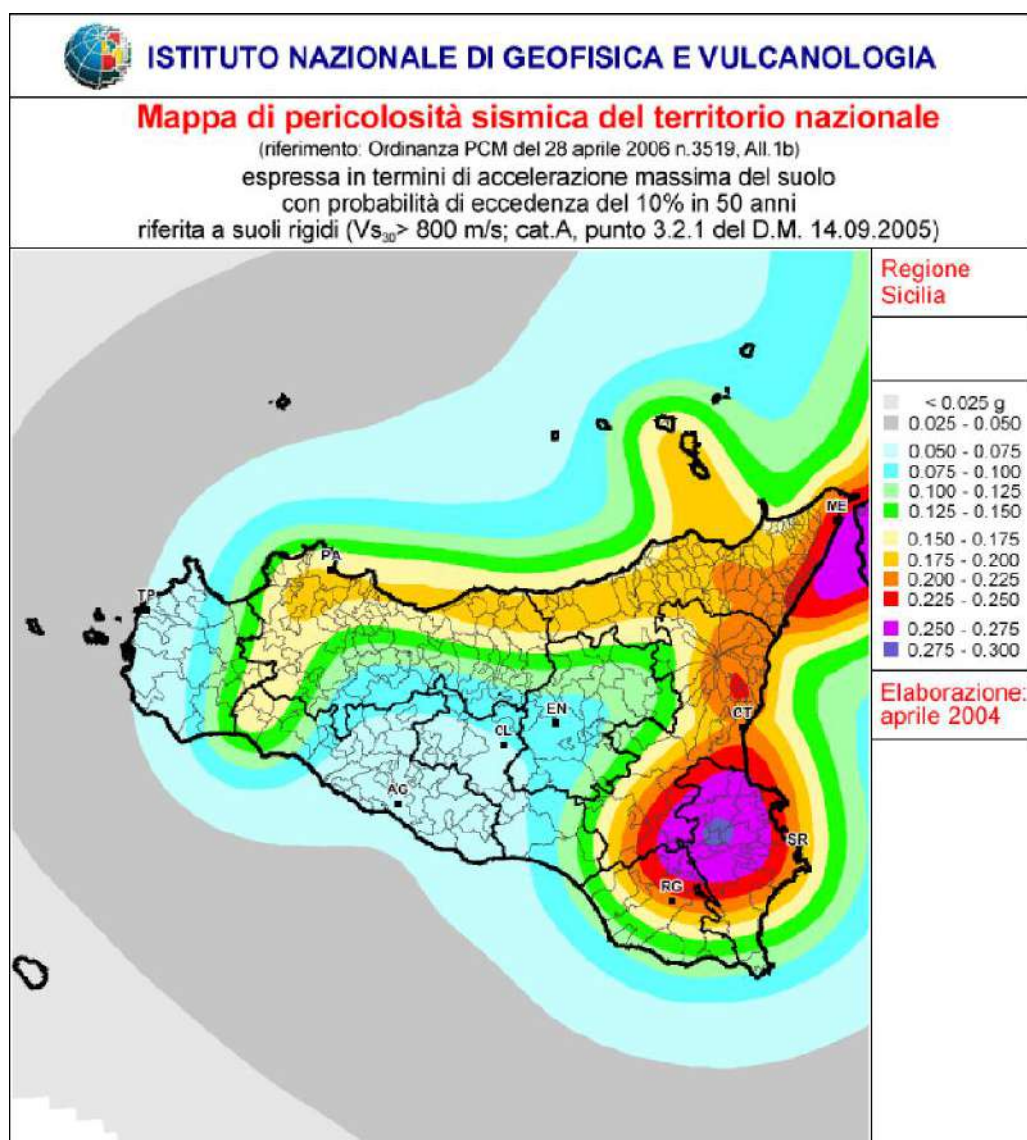 ISTITUTO NAZIONALE DI GEOFISICA E VULCANOLOGIA
Mappa di pericolosità sismica del territorio nazionale
(riferimento: Ordinanza PCM del 28 aprile 2006 n.3519, All.1b)
espressa in termini di accelerazione massima del suolo
con probabilità di eccedenza del 10% in 50 anni
riferita a suoli rigidi (Vs₃₀> 800 m/s; cat.A, punto 3.2.1 del D.M. 14.09.2005)
Regione
Sicilia
< 0.025 g
0.025 - 0.050
0.050 - 0.075
0.075 - 0.100
0.100 - 0.125
0.125 - 0.150
0.150 - 0.175
0.175 - 0.200
0.200 - 0.225
0.225 - 0.250
0.250 - 0.275
0.275 - 0.300
Elaborazione:
aprile 2004
ME
PA
TP
EN
CT
CL
AG
SR
RG